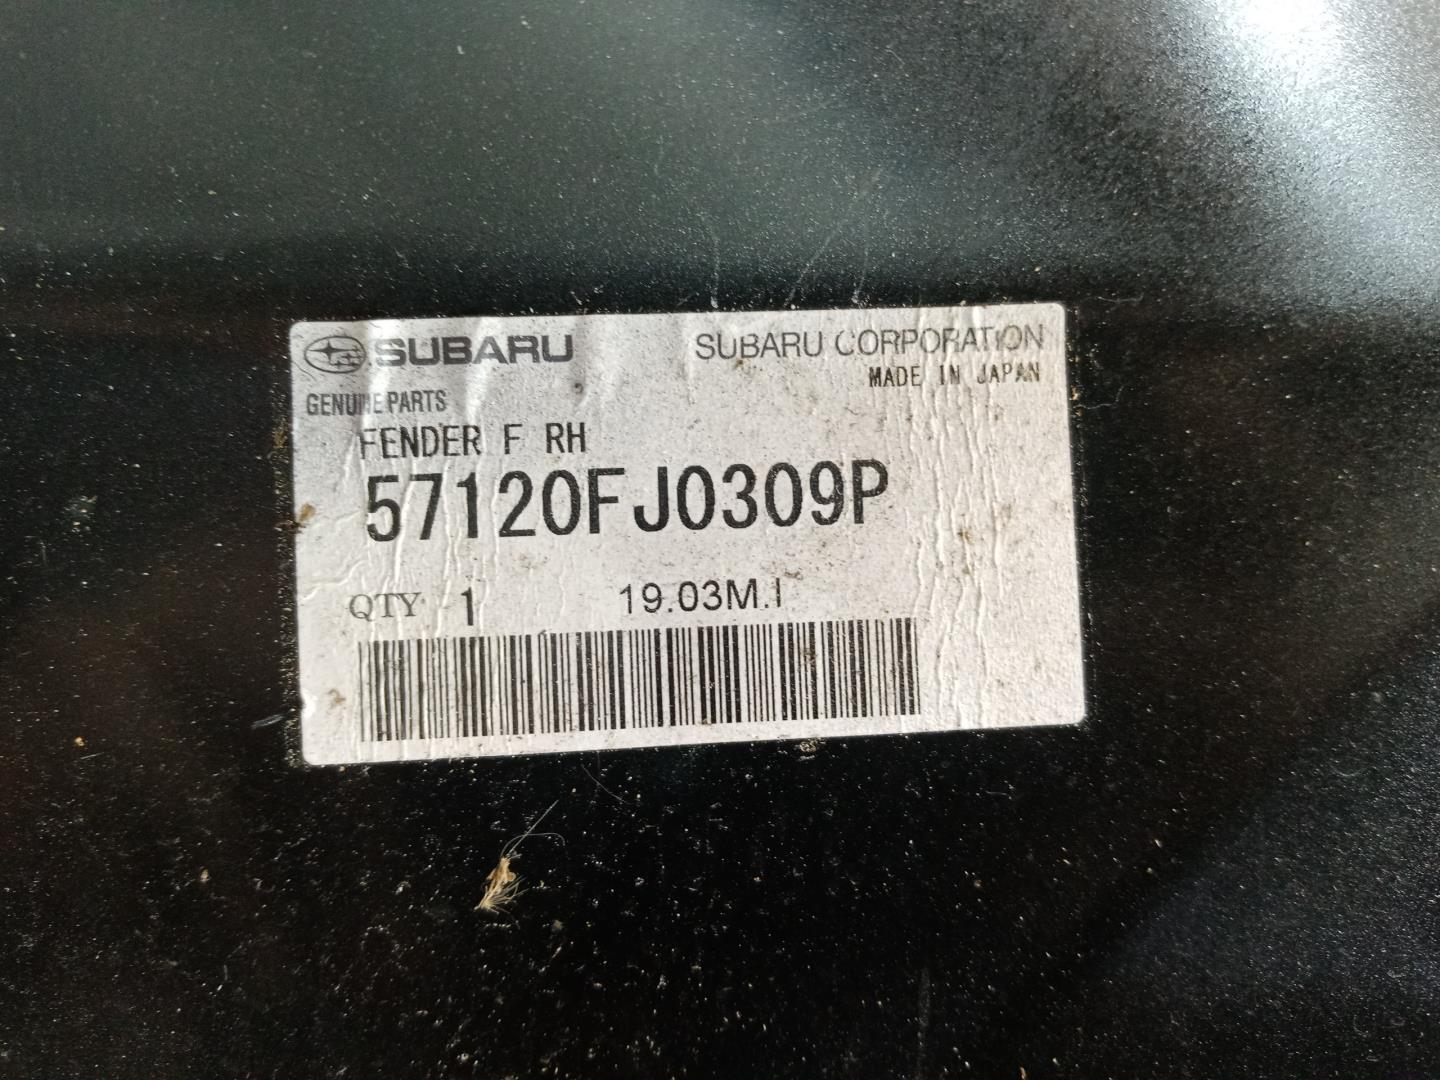 SUBARU
SUBARU CORPORATION
MADE IN JAPAN
GENUINE PARTS
FENDER F RH
57120FJ0309P
QTY 1
19.03M.I